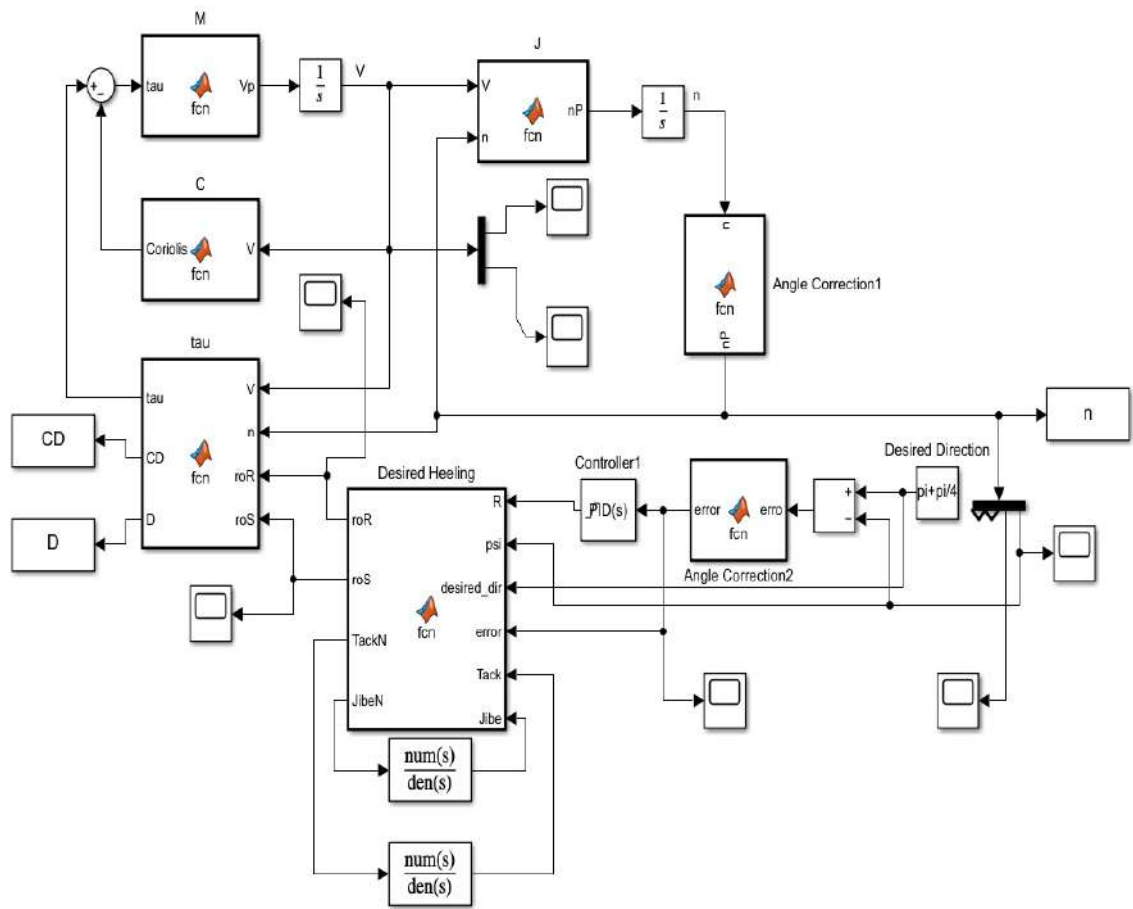 M
tau
Vp
fcn
1
s
V
J
V
nP
n
fcn
1
s
n
+
−
C
Coriolis
V
fcn
n
nP
fcn
Angle Correction1
tau
tau
V
n
CD
roR
D
roS
fcn
CD
D
n
Desired Heeling
R
roR
psi
roS
desired_dir
fcn
error
TackN
Tack
JibeN
Jibe
Controller1
PID(s)
error
erro
fcn
Angle Correction2
+
−
Desired Direction
pi+pi/4
num(s)
den(s)
num(s)
den(s)